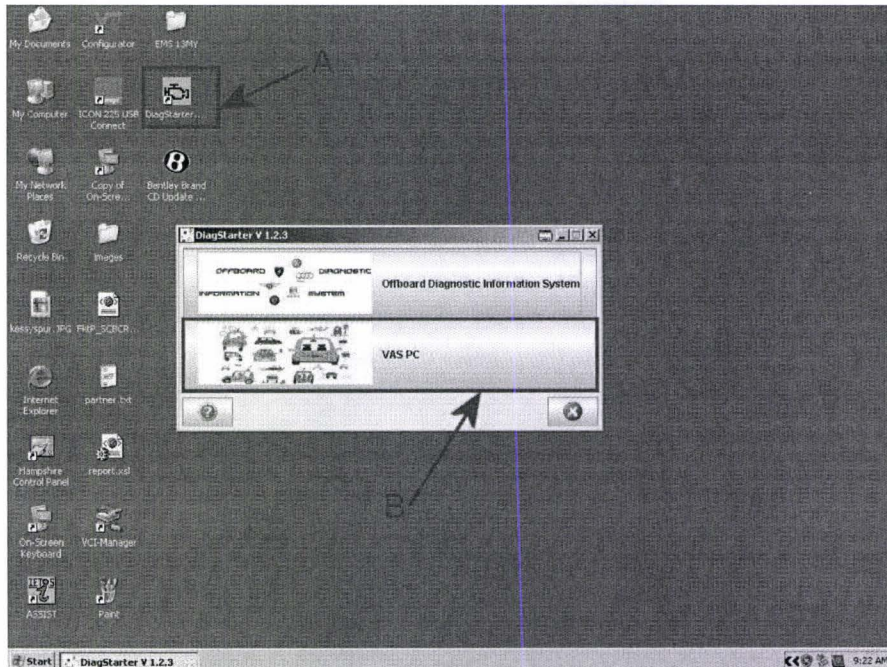 My Documents
Configurator
EMS 13MY
A
My Computer
ICON 225 USB
Connect
DiagStarter...
My Network
Places
Copy of
On-Scre...
Bentley Brand
CD Update ...
DiagStarter V 1.2.3
Recycle Bin
Images
OFFBOARD DIAGNOSTIC
INFORMATION SYSTEM
Offboard Diagnostic Information System
kessyspur.JPG
VAS PC
Internet
Explorer
partner.txt
Hampshire
Control Panel
report.xsl
B
On-Screen
Keyboard
VCI-Manager
ASSIST
Paint
Start
DiagStarter V 1.2.3
9:22 AM